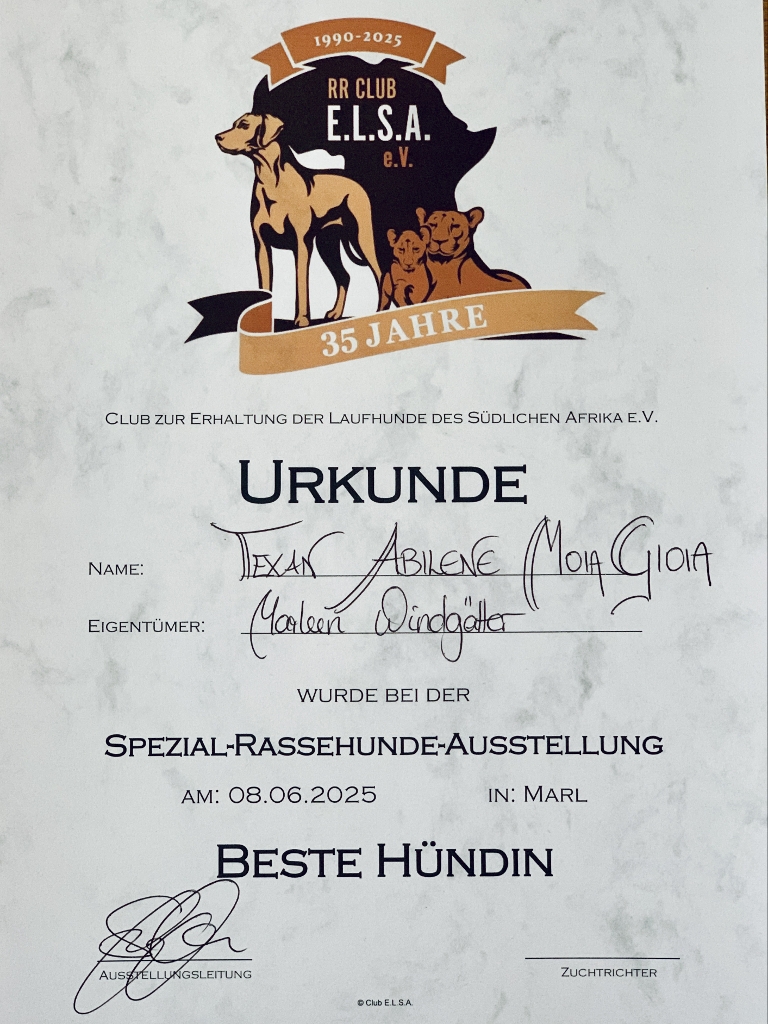 1990-2025
RR CLUB
E.L.S.A.
e.V.
35 JAHRE
CLUB ZUR ERHALTUNG DER LAUFHUNDE DES SÜDLICHEN AFRIKA E.V.
URKUNDE
NAME: TEXAN ABILENE MOIA GIOIA
EIGENTÜMER: Marleen Windgätter
WURDE BEI DER
SPEZIAL-RASSEHUNDE-AUSSTELLUNG
AM: 08.06.2025 IN: MARL
BESTE HÜNDIN
AUSSTELLUNGSLEITUNG ZUCHTRICHTER
© Club E.L.S.A.